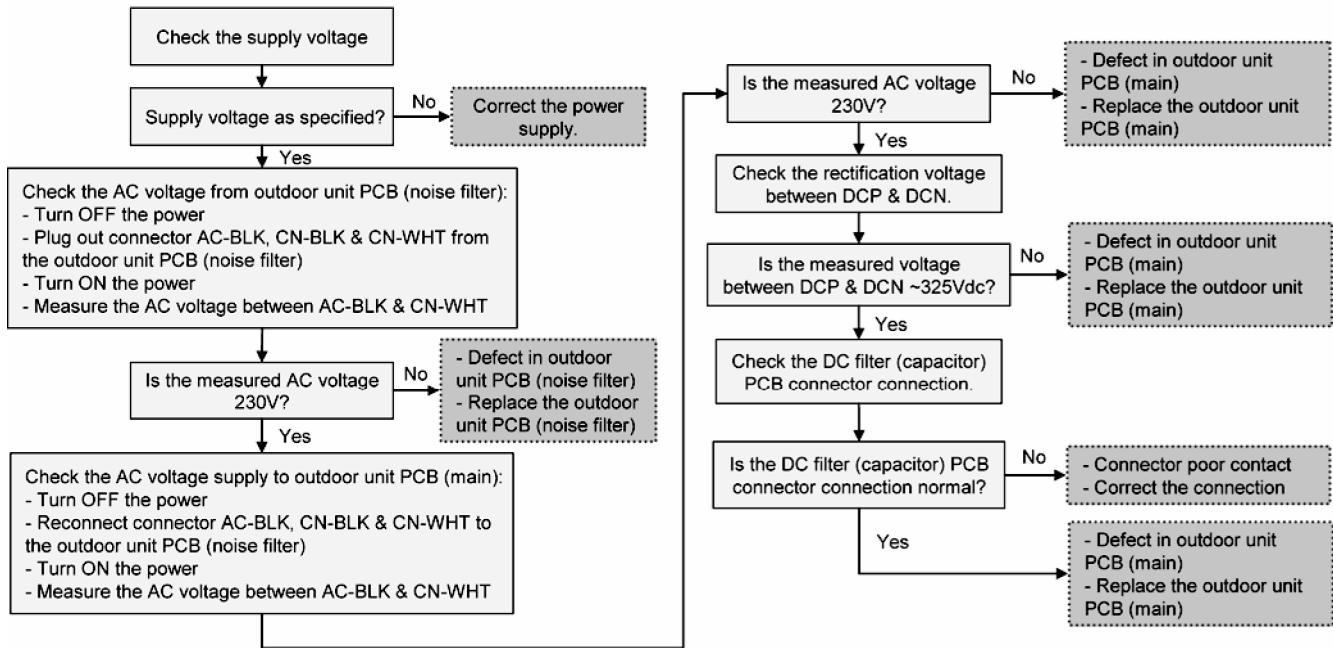 Check the supply voltage
Supply voltage as specified?
No
Correct the power
supply.
Yes
Check the AC voltage from outdoor unit PCB (noise filter):
- Turn OFF the power
- Plug out connector AC-BLK, CN-BLK & CN-WHT from
the outdoor unit PCB (noise filter)
- Turn ON the power
- Measure the AC voltage between AC-BLK & CN-WHT
Is the measured AC voltage
230V?
No
- Defect in outdoor
unit PCB (noise filter)
- Replace the outdoor
unit PCB (noise filter)
Yes
Check the AC voltage supply to outdoor unit PCB (main):
- Turn OFF the power
- Reconnect connector AC-BLK, CN-BLK & CN-WHT to
the outdoor unit PCB (noise filter)
- Turn ON the power
- Measure the AC voltage between AC-BLK & CN-WHT
Is the measured AC voltage
230V?
No
- Defect in outdoor unit
PCB (main)
- Replace the outdoor unit
PCB (main)
Yes
Check the rectification voltage
between DCP & DCN.
Is the measured voltage
between DCP & DCN ~325Vdc?
No
- Defect in outdoor unit
PCB (main)
- Replace the outdoor unit
PCB (main)
Yes
Check the DC filter (capacitor)
PCB connector connection.
Is the DC filter (capacitor) PCB
connector connection normal?
No
- Connector poor contact
- Correct the connection
Yes
- Defect in outdoor unit
PCB (main)
- Replace the outdoor unit
PCB (main)